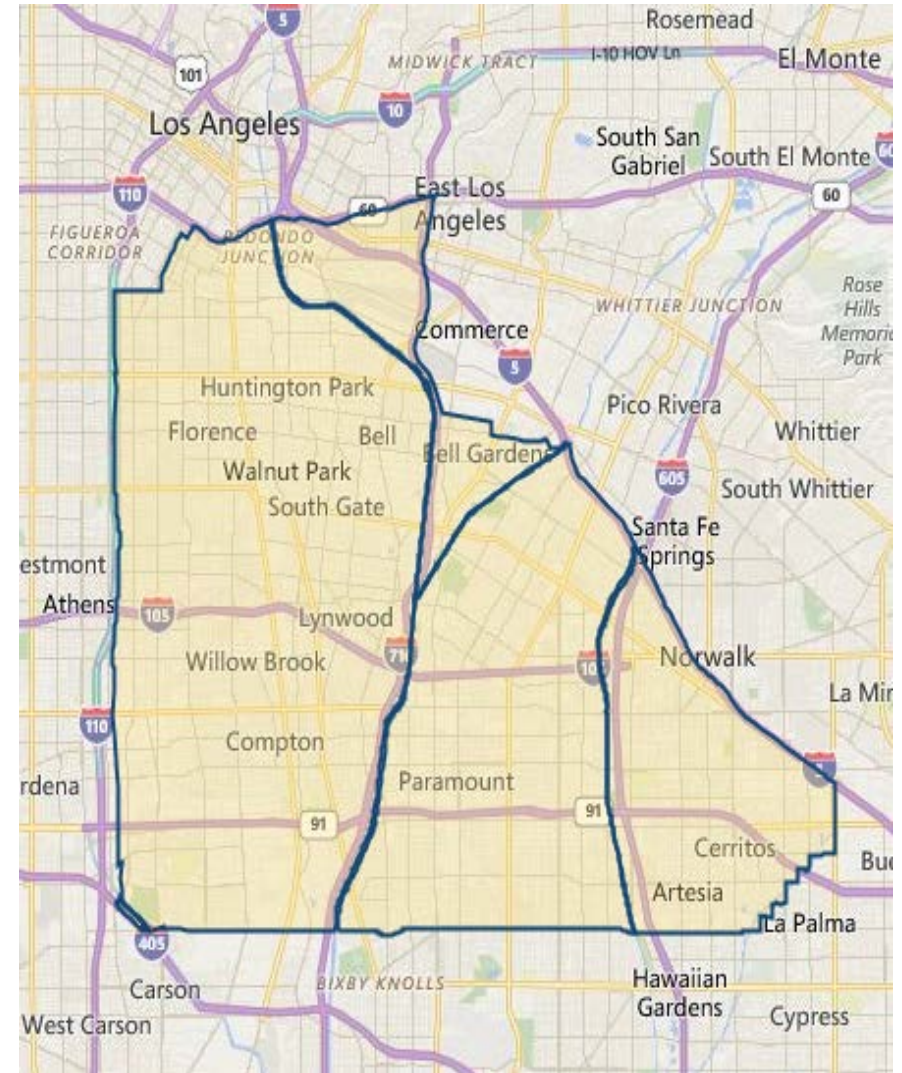 5
Rosemead
101
MIDWICK TRACT
I-10 HOV Ln
El Monte
10
Los Angeles
South San
Gabriel
South El Monte
60
110
East Los
Angeles
60
60
FIGUEROA
CORRIDOR
REDONDO
JUNCTION
Rose
Hills
Memoria
Park
WHITTIER JUNCTION
Commerce
5
Huntington Park
Pico Rivera
Florence
Bell
Whittier
Bell Gardens
Walnut Park
605
South Whittier
South Gate
Santa Fe
Springs
estmont
Athens
105
Lynwood
710
Willow Brook
10
Norwalk
La Mir
110
Compton
5
rdena
Paramount
91
91
Cerritos
Bue
Artesia
La Palma
405
Carson
BIXBY KNOLLS
Hawaiian
Gardens
West Carson
Cypress